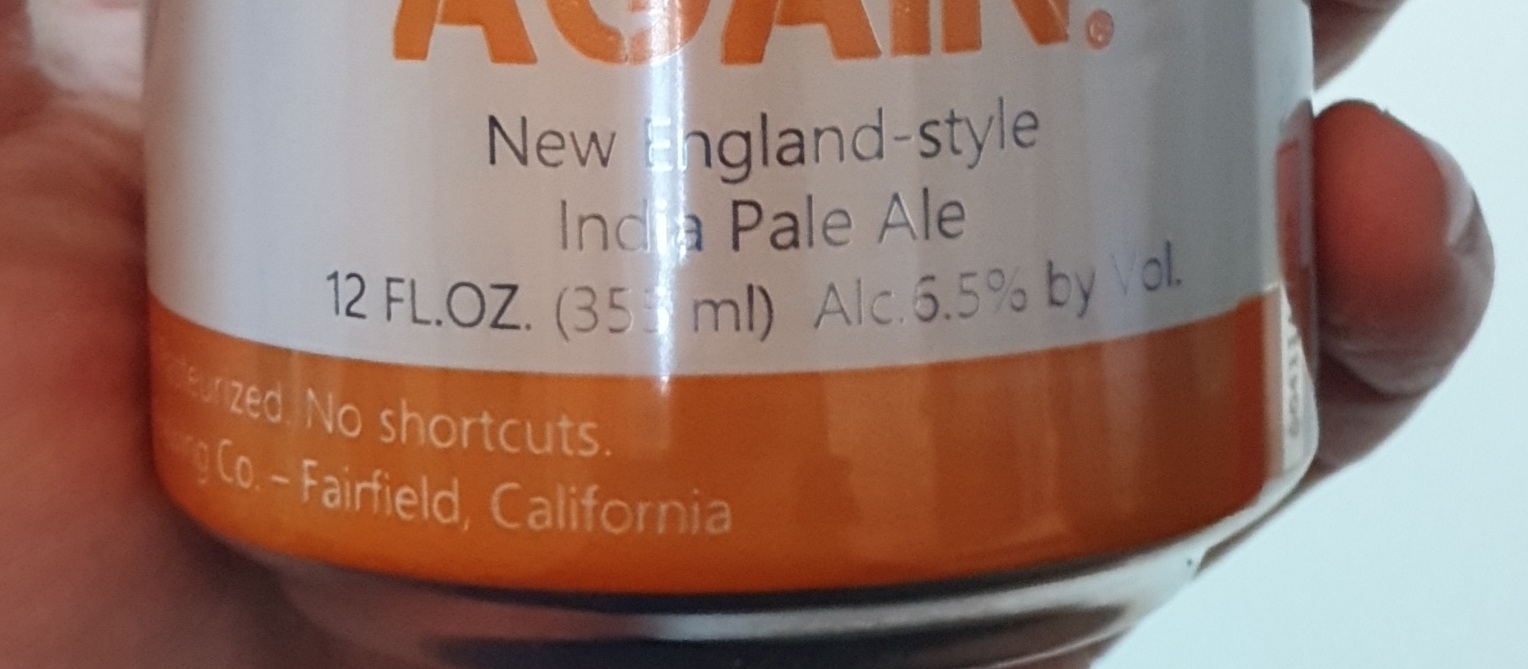 AGAIN.®
New England-style
India Pale Ale
12 FL.OZ. (355 ml) Alc.6.5% by Vol.
No shortcuts.
Co. – Fairfield, California